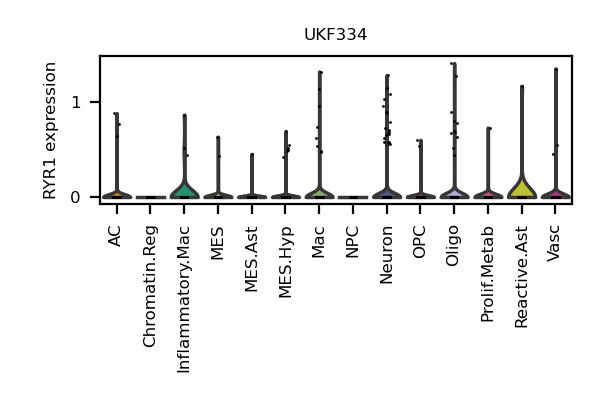 UKF334
RYR1 expression
1
0
AC
Chromatin.Reg
Inflammatory.Mac
MES
MES.Ast
MES.Hyp
Mac
NPC
Neuron
OPC
Oligo
Prolif.Metab
Reactive.Ast
Vasc